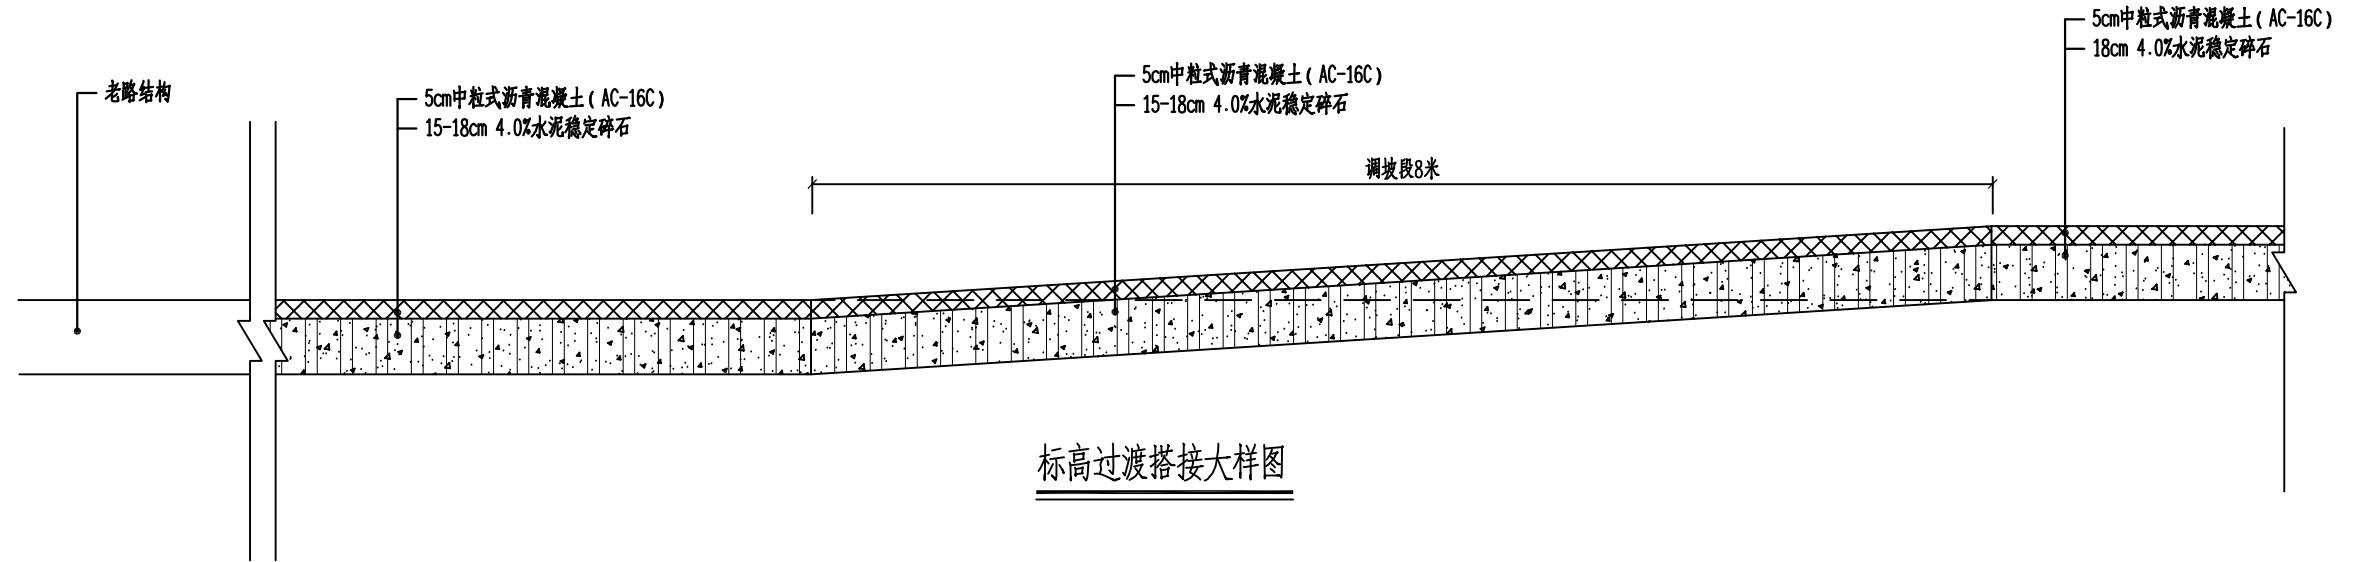 老路结构
5cm中粒式沥青混凝土(AC-16C)
15-18cm 4.0%水泥稳定碎石
5cm中粒式沥青混凝土(AC-16C)
15-18cm 4.0%水泥稳定碎石
5cm中粒式沥青混凝土(AC-16C)
18cm 4.0%水泥稳定碎石
调坡段8米
标高过渡搭接大样图